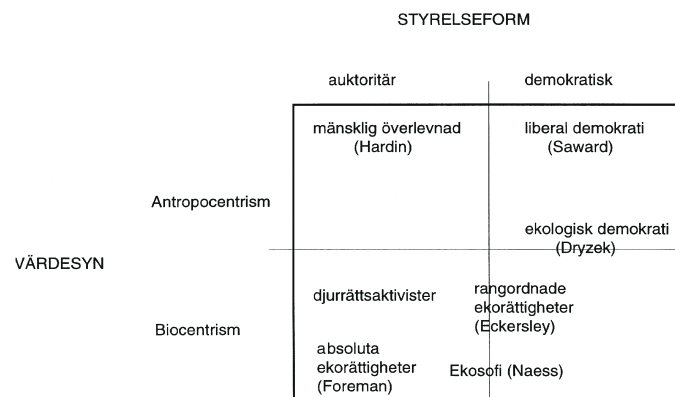 STYRELSEFORM
auktoritär
demokratisk
mänsklig överlevnad
(Hardin)
liberal demokrati
(Saward)
Antropocentrism
ekologisk demokrati
(Dryzek)
VÄRDESYN
djurrättsaktivister
rangordnade
ekorättigheter
(Eckersley)
Biocentrism
absoluta
ekorättigheter
(Foreman)
Ekosofi (Naess)